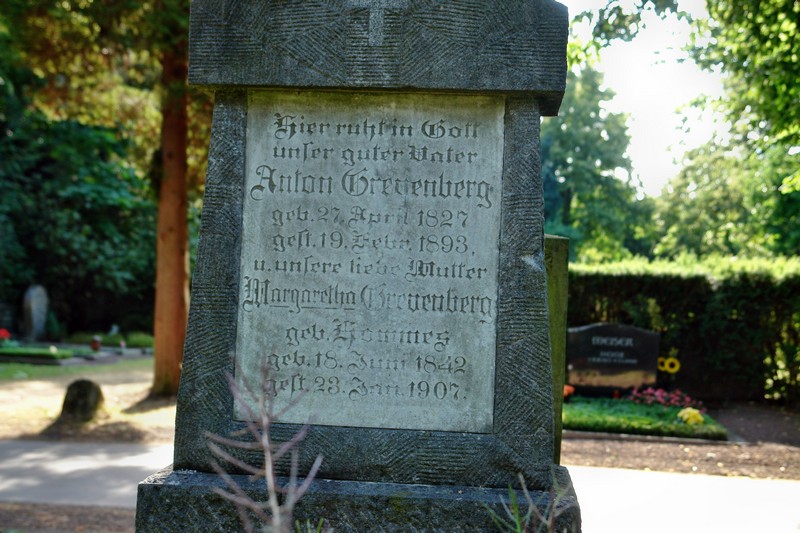 Hier ruht in Gott
unser guter Vater
Anton Grevenberg
geb. 27. April 1827
gest. 19. Febr. 1893.
u. unsere liebe Mutter
Margaretha Grevenberg
geb. Hommes
geb. 18. Juni 1842
gest. 23. Jan. 1907.
MEISER